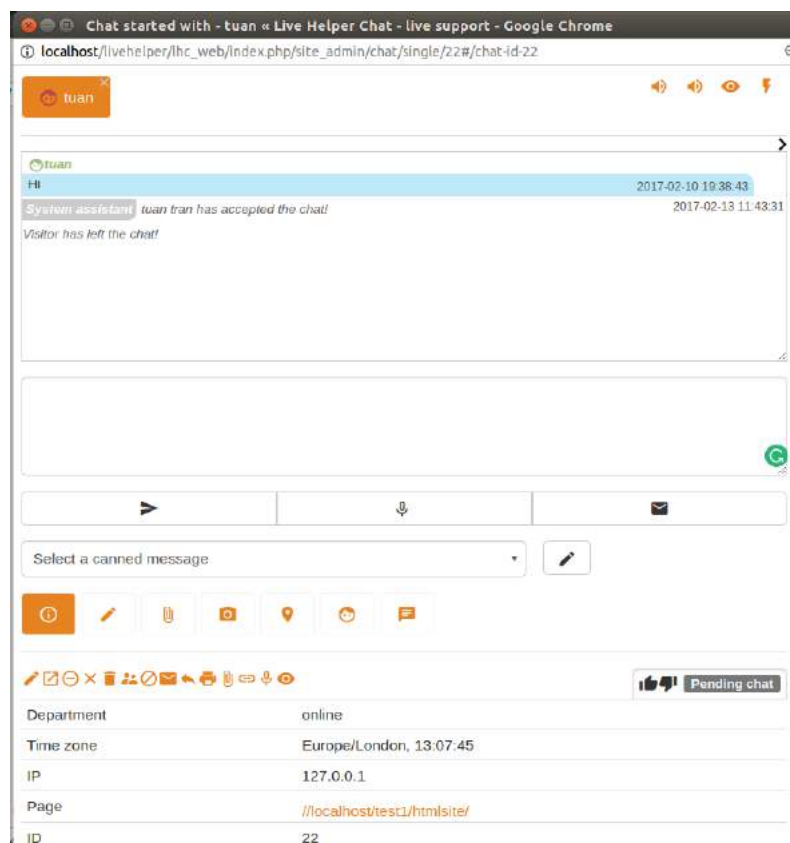 Chat started with - tuan « Live Helper Chat - live support - Google Chrome
localhost/livehelper/lhc_web/index.php/site_admin/chat/single/22#/chat-id-22
tuan
tuan
HI 2017-02-10 19:38:43
System assistant tuan tran has accepted the chat! 2017-02-13 11:43:31
Visitor has left the chat!
Select a canned message
Pending chat
Department online
Time zone Europe/London, 13:07:45
IP 127.0.0.1
Page //localhost/test1/htmlsite/
ID 22